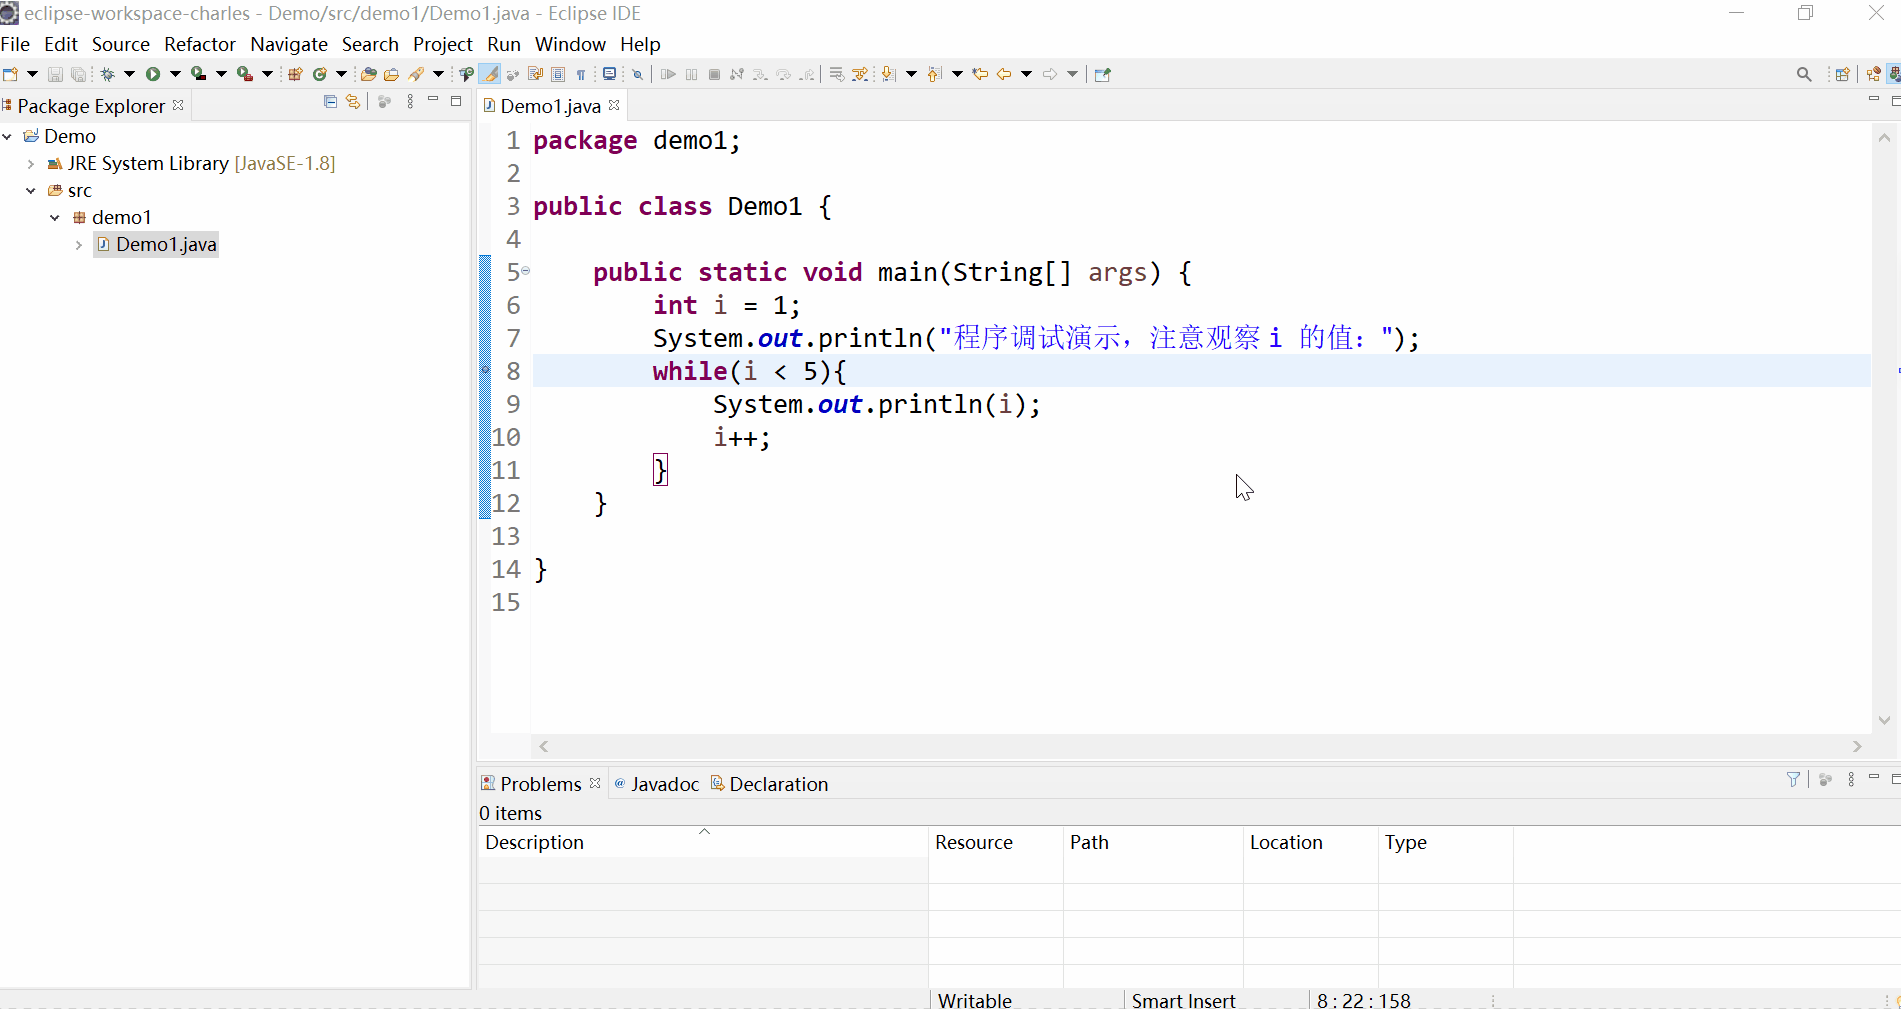 eclipse-workspace-charles - Demo/src/demo1/Demo1.java - Eclipse IDE
File Edit Source Refactor Navigate Search Project Run Window Help
Package Explorer
Demo
JRE System Library [JavaSE-1.8]
src
demo1
Demo1.java
Demo1.java
1 package demo1;
2
3 public class Demo1 {
4
5 public static void main(String[] args) {
6 int i = 1;
7 System.out.println("程序调试演示，注意观察i 的值：");
8 while(i < 5){
9 System.out.println(i);
10 i++;
11 }
12 }
13
14 }
15
Problems @ Javadoc Declaration
0 items
Description Resource Path Location Type
Writable Smart Insert 8 : 22 : 158